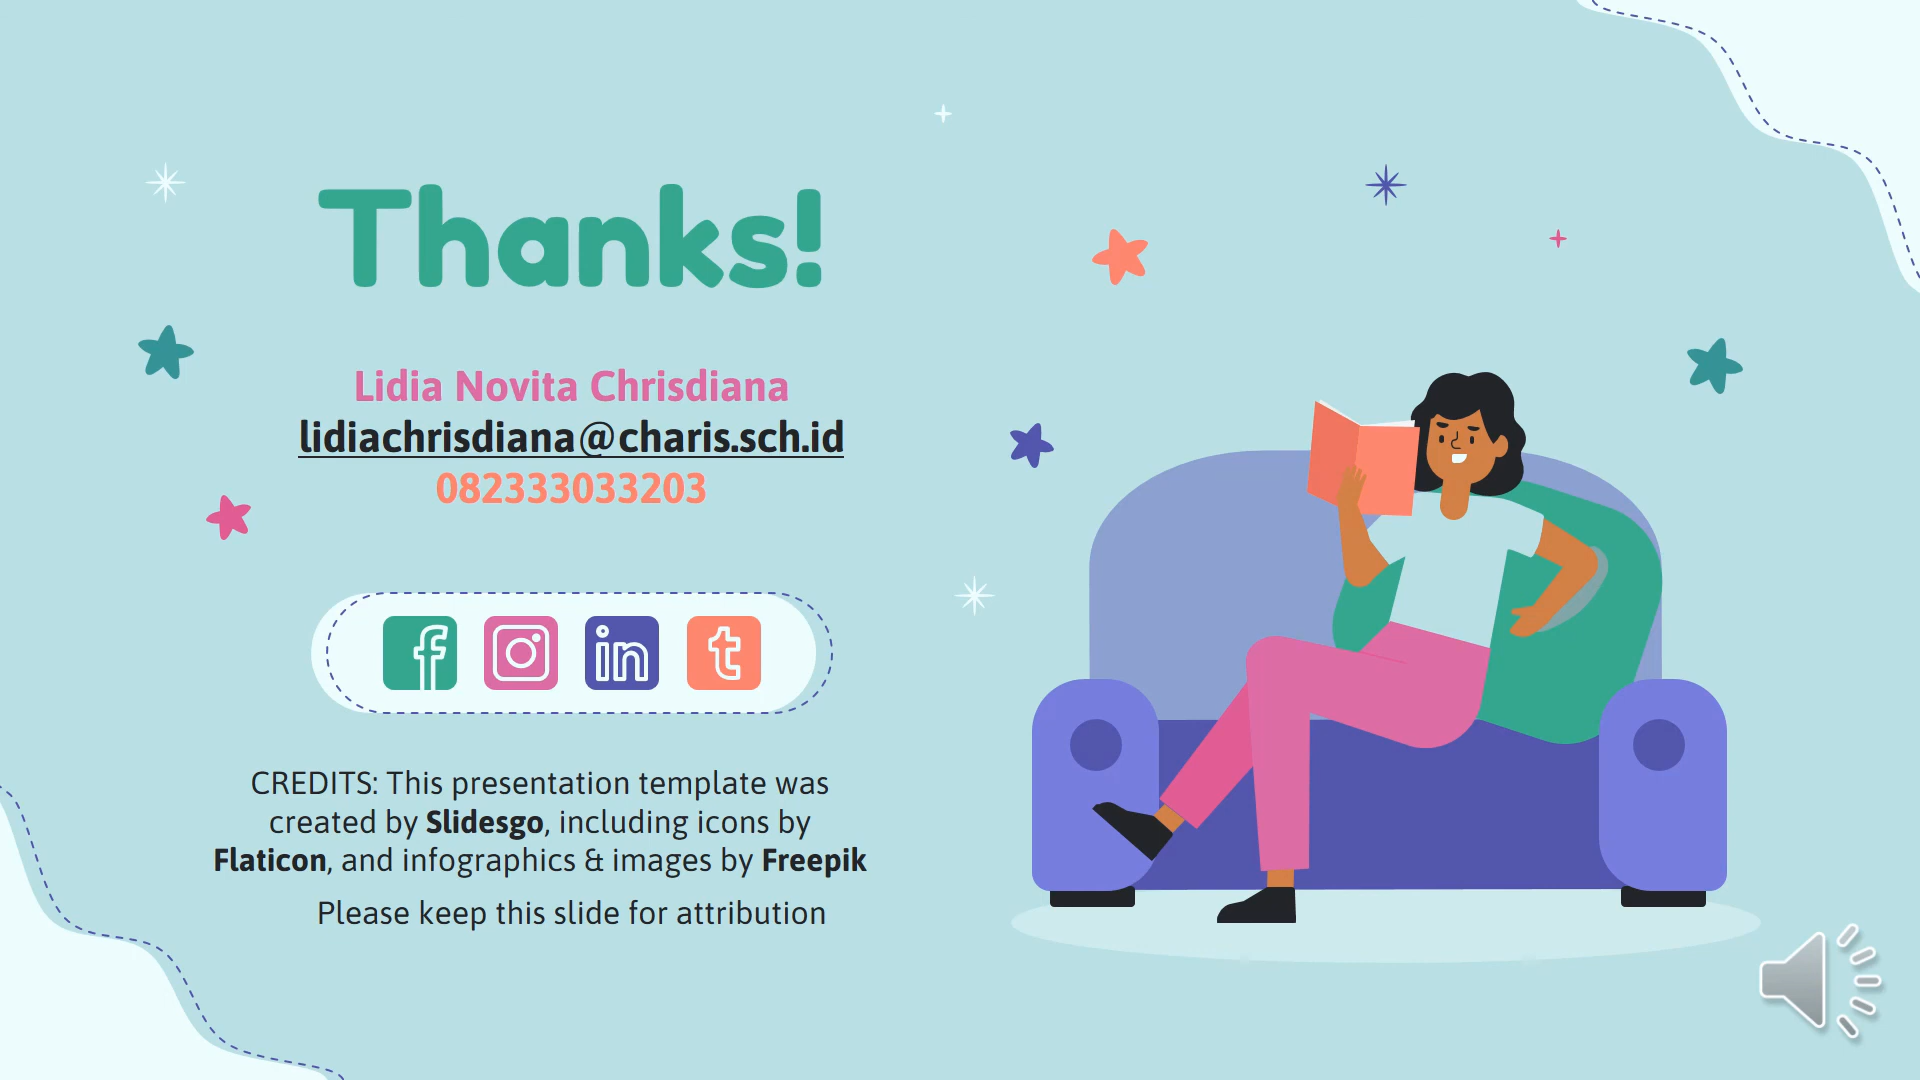 Thanks!
Lidia Novita Chrisdiana
lidiachrisdiana@charis.sch.id
082333033203
CREDITS: This presentation template was
created by Slidesgo, including icons by
Flaticon, and infographics & images by Freepik
Please keep this slide for attribution